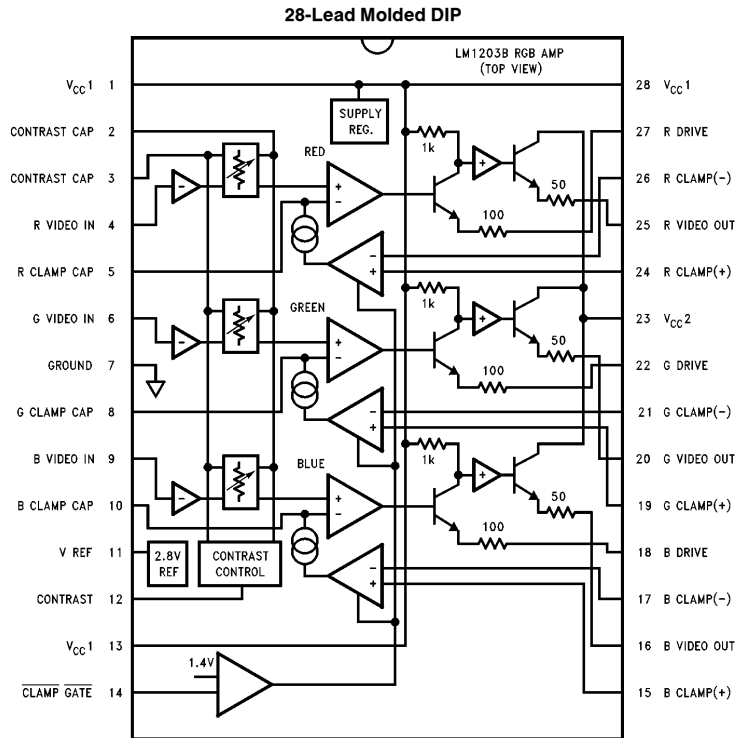 28-Lead Molded DIP
LM1203B RGB AMP
(TOP VIEW)
VCC1 1
CONTRAST CAP 2
CONTRAST CAP 3
R VIDEO IN 4
R CLAMP CAP 5
G VIDEO IN 6
GROUND 7
G CLAMP CAP 8
B VIDEO IN 9
B CLAMP CAP 10
V REF 11
CONTRAST 12
VCC1 13
CLAMP GATE 14
SUPPLY
REG.
RED
+
−
−
1k
+
50
100
−
+
GREEN
+
−
−
1k
+
50
100
−
+
BLUE
+
−
−
1k
+
50
100
−
+
2.8V
REF
CONTRAST
CONTROL
1.4V
28 VCC1
27 R DRIVE
26 R CLAMP(−)
25 R VIDEO OUT
24 R CLAMP(+)
23 VCC2
22 G DRIVE
21 G CLAMP(−)
20 G VIDEO OUT
19 G CLAMP(+)
18 B DRIVE
17 B CLAMP(−)
16 B VIDEO OUT
15 B CLAMP(+)